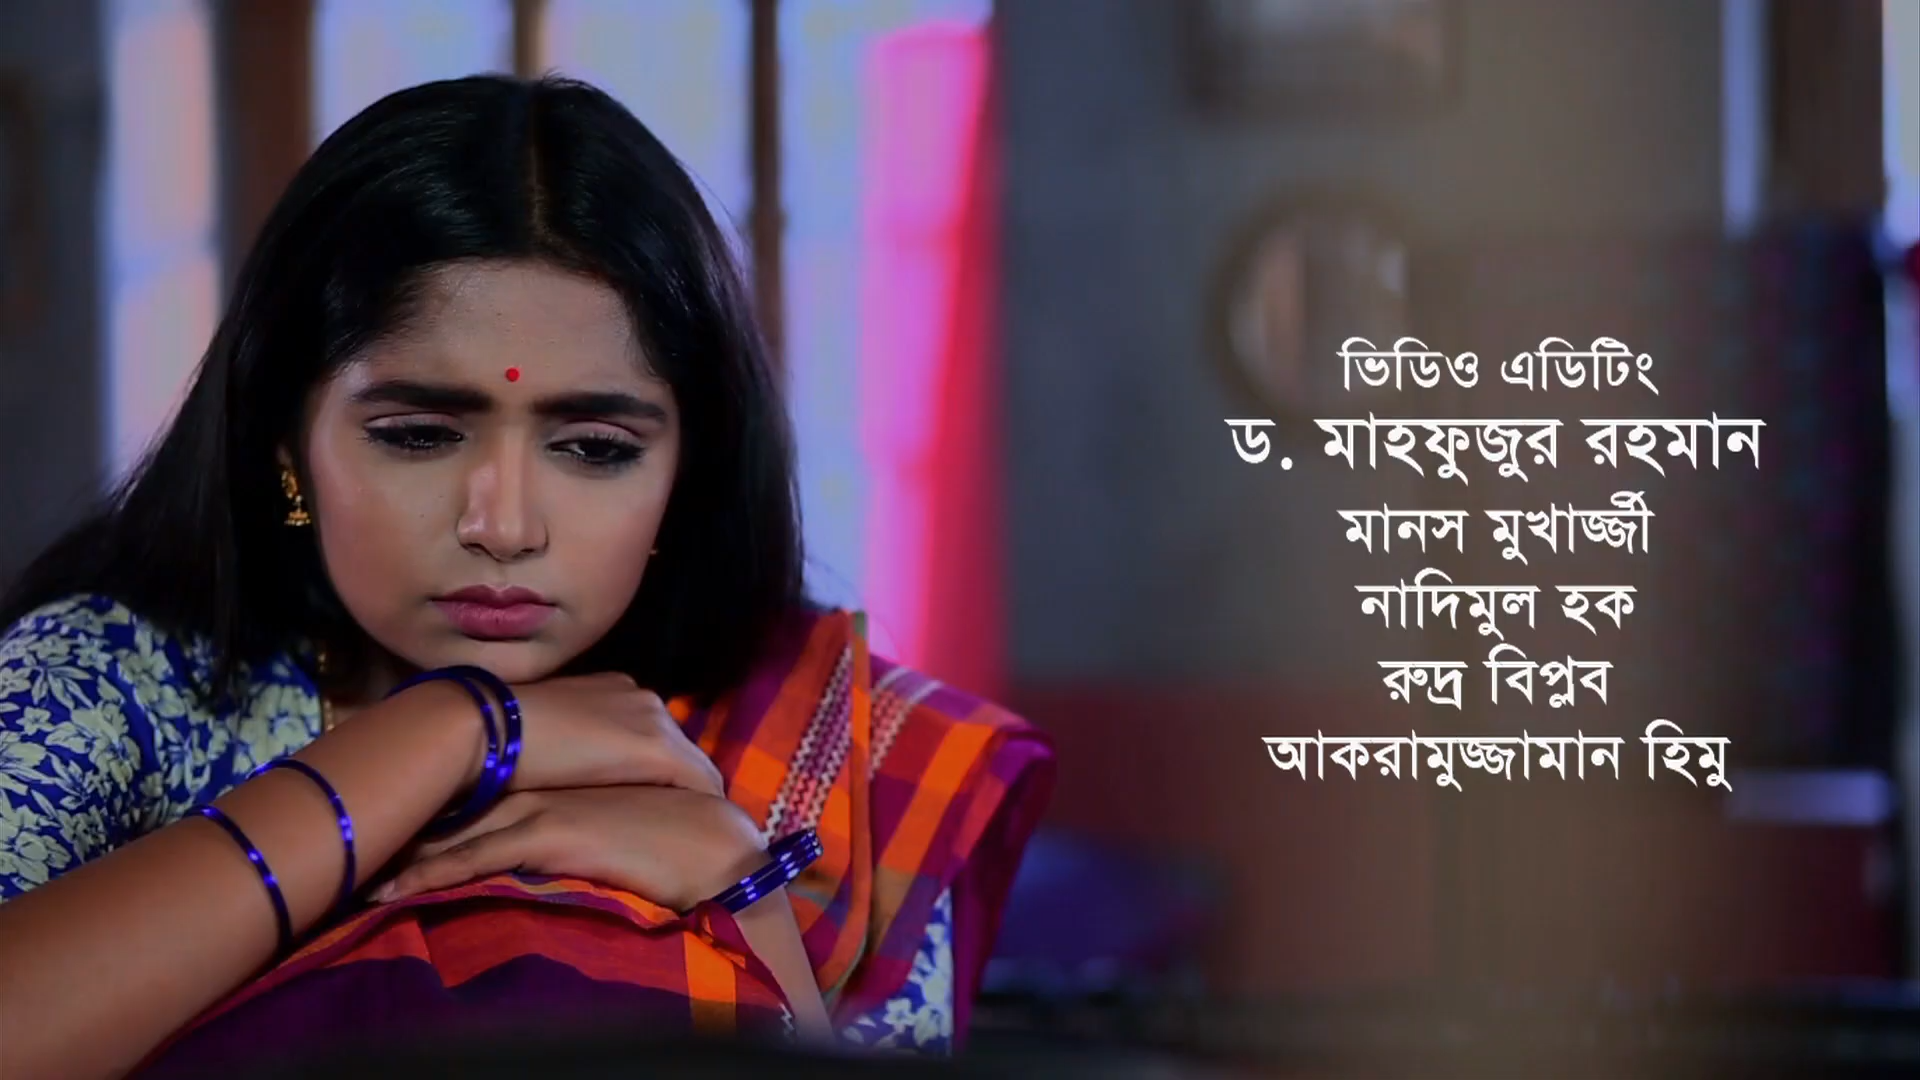 ভিডিও এডিটিং
ড. মাহফুজুর রহমান
মানস মুখার্জ্জী
নাদিমুল হক
রুদ্র বিপ্লব
আকরামুজ্জামান হিমু